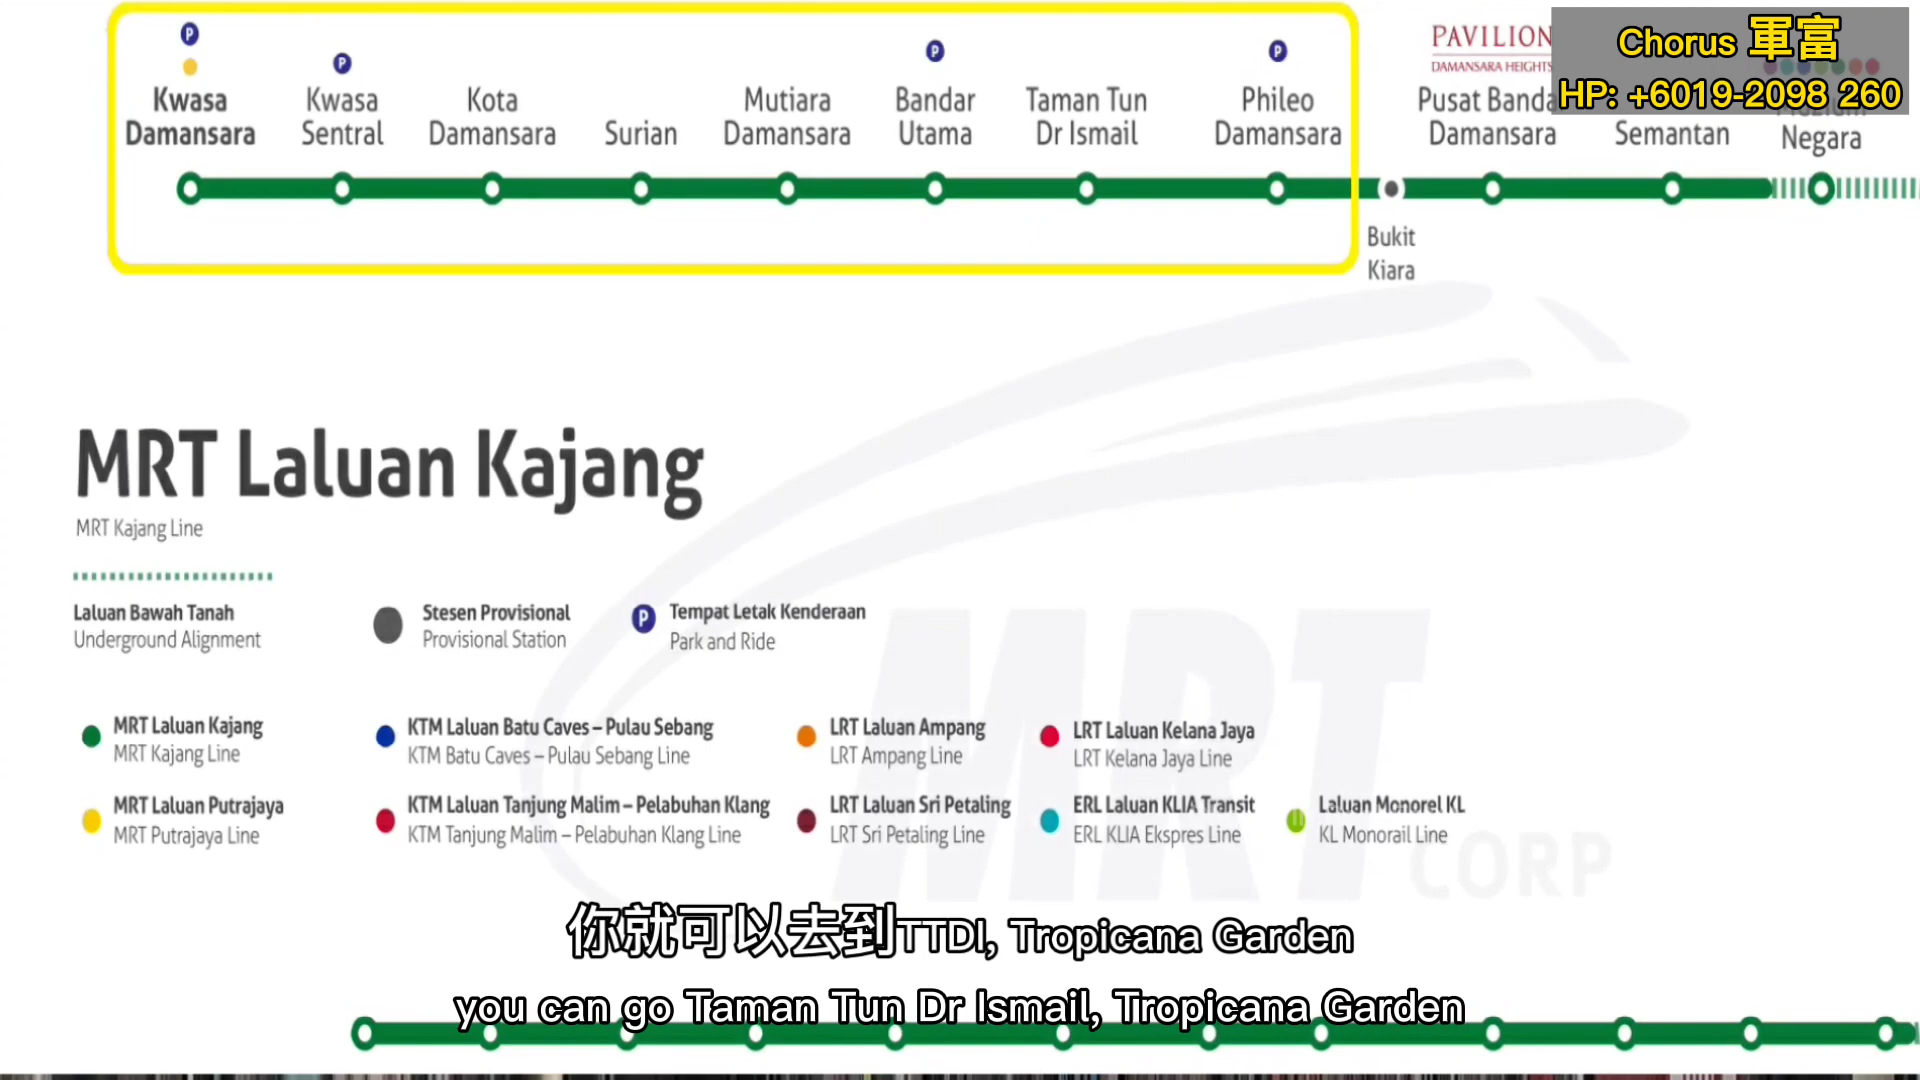 P
P
P
P
PAVILION
DAMANSARA HEIGHTS
Chorus 軍富
HP: +6019-2098 260
Kwasa
Damansara
Kwasa
Sentral
Kota
Damansara
Surian
Mutiara
Damansara
Bandar
Utama
Taman Tun
Dr Ismail
Phileo
Damansara
Pusat Banda
Damansara
Semantan
Negara
Bukit
Kiara
MRT Laluan Kajang
MRT Kajang Line
Laluan Bawah Tanah
Underground Alignment
Stesen Provisional
Provisional Station
P
Tempat Letak Kenderaan
Park and Ride
MRT Laluan Kajang
MRT Kajang Line
KTM Laluan Batu Caves – Pulau Sebang
KTM Batu Caves – Pulau Sebang Line
LRT Laluan Ampang
LRT Ampang Line
LRT Laluan Kelana Jaya
LRT Kelana Jaya Line
MRT Laluan Putrajaya
MRT Putrajaya Line
KTM Laluan Tanjung Malim – Pelabuhan Klang
KTM Tanjung Malim – Pelabuhan Klang Line
LRT Laluan Sri Petaling
LRT Sri Petaling Line
ERL Laluan KLIA Transit
ERL KLIA Ekspres Line
Laluan Monorel KL
KL Monorail Line
MRT
CORP
你就可以去到TTDI, Tropicana Garden
you can go Taman Tun Dr Ismail, Tropicana Garden